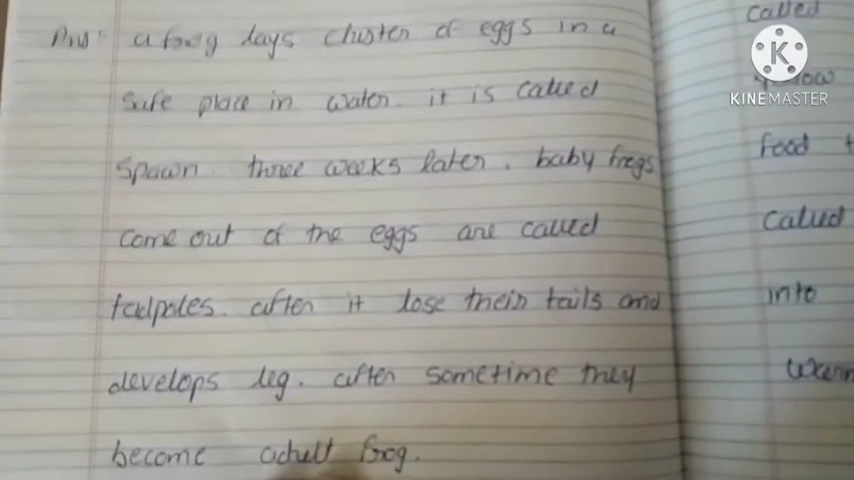 Ans: a frog lays cluster of eggs in a
safe place in water. it is called
spawn. three weeks later. baby frogs
come out of the eggs are called
tadpoles. after it lose their tails and
develops leg. after sometime they
become adult frog.
called
K
KINEMASTER
food
called
into